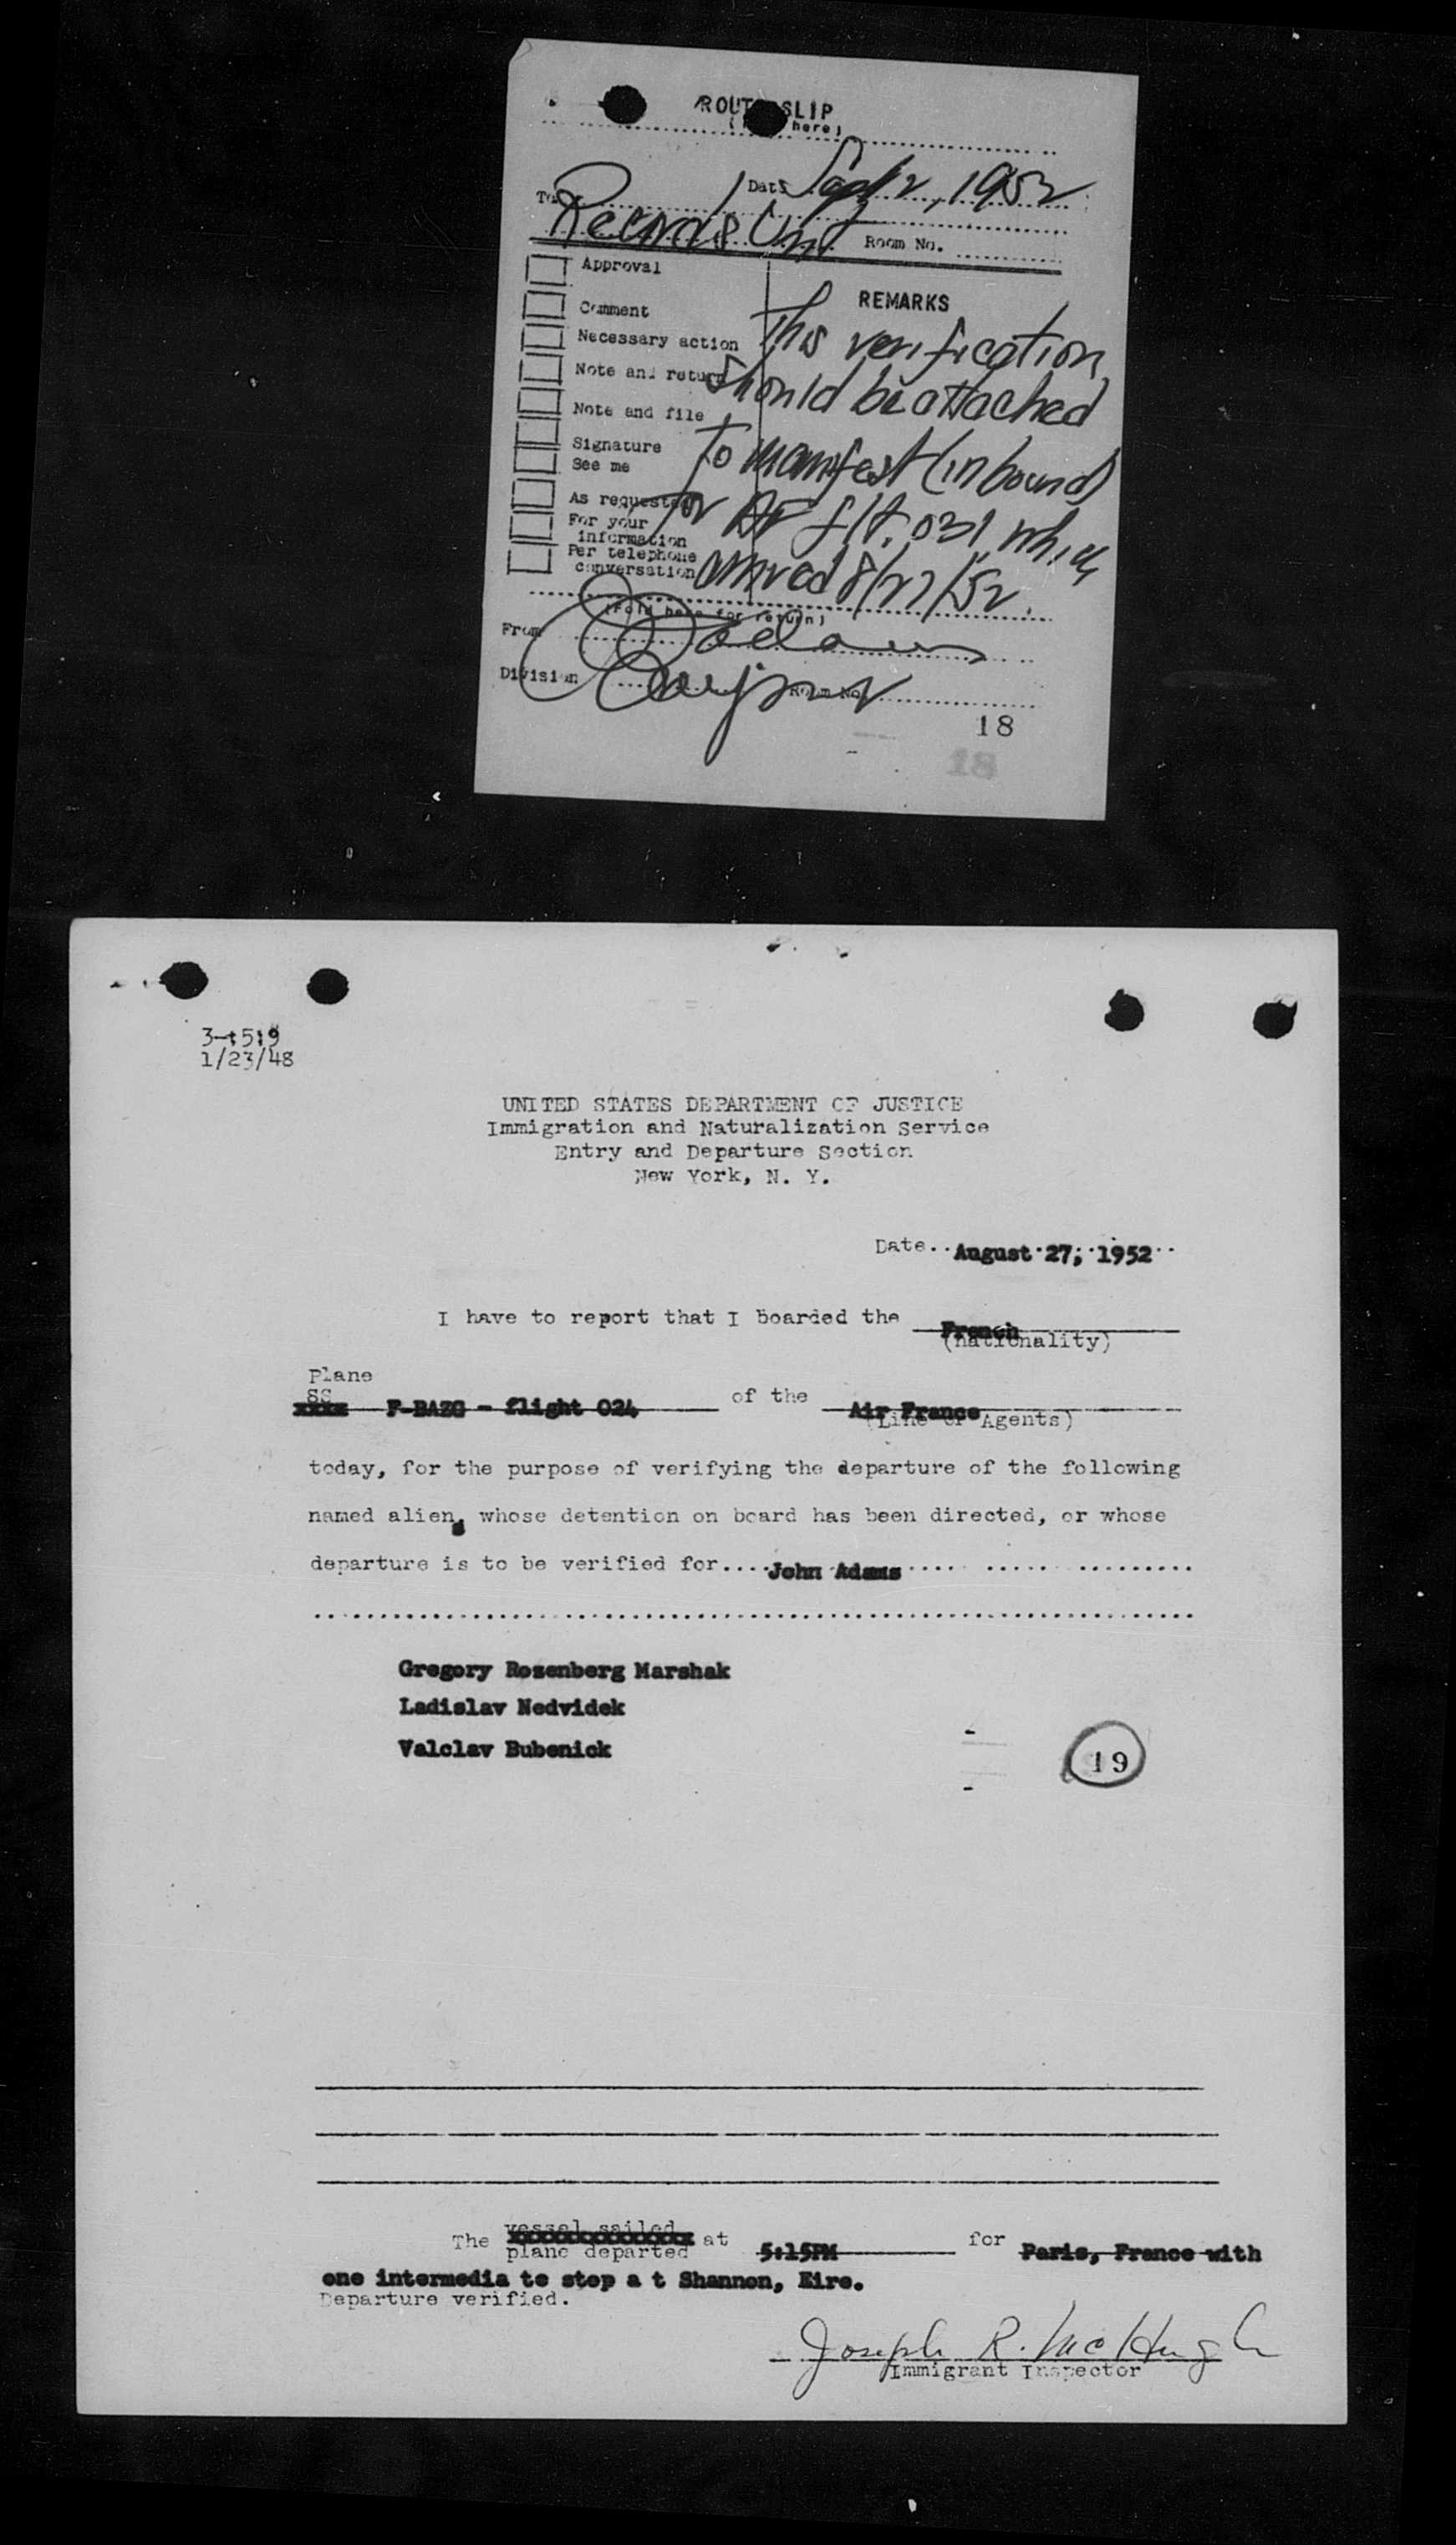 ROUTE SLIP
( here)
Date Sept 2, 1952
To Records Unit
Room No.
Approval
REMARKS
Comment
This verification
Necessary action
Note and return
should be attached
Note and file
Signature
to manifest (inbound)
See me
As requested
for AF flt. 031 which
For your
information
Per telephone
conversation
arrived 8/27/52.
(Fold here for return)
From
Division
Room No.
18
18
3-1519
1/23/48
UNITED STATES DEPARTMENT OF JUSTICE
Immigration and Naturalization Service
Entry and Departure Section
New York, N. Y.
Date..August 27, 1952
I have to report that I boarded the French
(nationality)
Plane
SS
xxxx F-BAZG - flight 024 of the Air France
(Line or Agents)
today, for the purpose of verifying the departure of the following
named aliens whose detention on board has been directed, or whose
departure is to be verified for....John Adams
Gregory Rosenberg Marshak
Ladislav Nedvidek
Valclav Bubenick
19
vessel sailed
The xxxxxxxxxxxxxx at 5:15PM for Paris, France with
plane departed
one intermedia te stop a t Shannon, Eire.
Departure verified.
Joseph R. McHugh
Immigrant Inspector